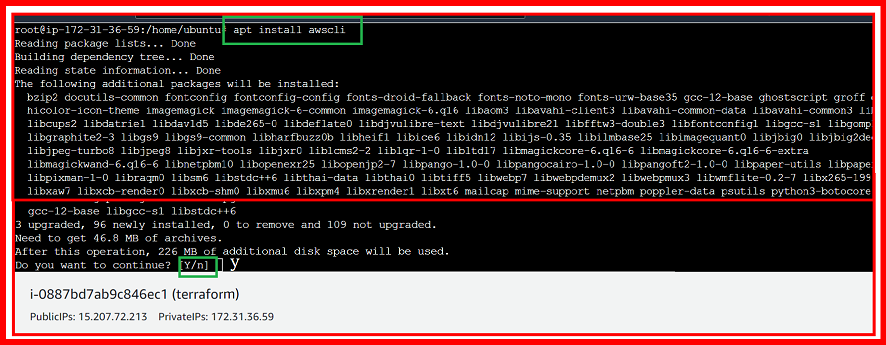 root@ip-172-31-36-59:/home/ubuntu# apt install awscli
Reading package lists... Done
Building dependency tree... Done
Reading state information... Done
The following additional packages will be installed:
bzip2 docutils-common fontconfig fontconfig-config fonts-droid-fallback fonts-noto-mono fonts-urw-base35 gcc-12-base ghostscript groff
hicolor-icon-theme imagemagick imagemagick-6-common imagemagick-6.q16 libaom3 libavahi-client3 libavahi-common-data libavahi-common3
libcups2 libdatrie1 libdav1d5 libde265-0 libdeflate0 libdjvulibre-text libdjvulibre21 libfftw3-double3 libfontconfig1 libgcc-s1 libgomp
libgraphite2-3 libgs9 libgs9-common libharfbuzz0b libheif1 libice6 libidn12 libijs-0.35 libilmbase25 libimagequant0 libjbig0 libjbig2de
libjpeg-turbo8 libjpeg8 libjxr-tools libjxr0 liblcms2-2 liblqr-1-0 libltdl7 libmagickcore-6.q16-6 libmagickcore-6.q16-6-extra
libmagickwand-6.q16-6 libnetpbm10 libopenexr25 libopenjp2-7 libpango-1.0-0 libpangocairo-1.0-0 libpangoft2-1.0-0 libpaper-utils libpape
libpixman-1-0 libraqm0 libsm6 libstdc++6 libthai-data libthai0 libtiff5 libwebp7 libwebpdemux2 libwebpmux3 libwmflite-0.2-7 libx265-199
libxaw7 libxcb-render0 libxcb-shm0 libxmu6 libxpm4 libxrender1 libxt6 mailcap mime-support netpbm poppler-data psutils python3-botocore
gcc-12-base libgcc-s1 libstdc++6
3 upgraded, 96 newly installed, 0 to remove and 109 not upgraded.
Need to get 46.8 MB of archives.
After this operation, 226 MB of additional disk space will be used.
Do you want to continue? [Y/n] y
i-0887bd7ab9c846ec1 (terraform)
PublicIPs: 15.207.72.213 PrivateIPs: 172.31.36.59